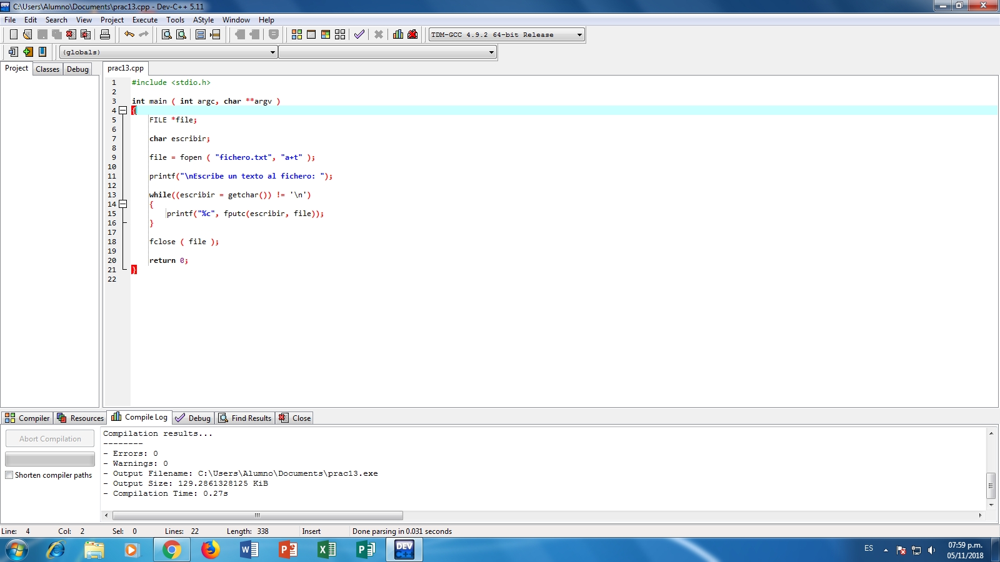 C:\Users\Alumno\Documents\prac13.cpp - Dev-C++ 5.11
File Edit Search View Project Execute Tools AStyle Window Help
TDM-GCC 4.9.2 64-bit Release
(globals)
Project Classes Debug
prac13.cpp
1 #include <stdio.h>
2
3 int main ( int argc, char **argv )
4 {
5 FILE *file;
6
7 char escribir;
8
9 file = fopen ( "fichero.txt", "a+t" );
10
11 printf("\nEscribe un texto al fichero: ");
12
13 while((escribir = getchar()) != '\n')
14 {
15 printf("%c", fputc(escribir, file));
16 }
17
18 fclose ( file );
19
20 return 0;
21 }
22
Compiler Resources Compile Log Debug Find Results Close
Abort Compilation
Shorten compiler paths
Compilation results...
--------
- Errors: 0
- Warnings: 0
- Output Filename: C:\Users\Alumno\Documents\prac13.exe
- Output Size: 129.2861328125 KiB
- Compilation Time: 0.27s
Line: 4 Col: 2 Sel: 0 Lines: 22 Length: 338 Insert Done parsing in 0.031 seconds
DEV C++
ES
07:59 p.m.
05/11/2018